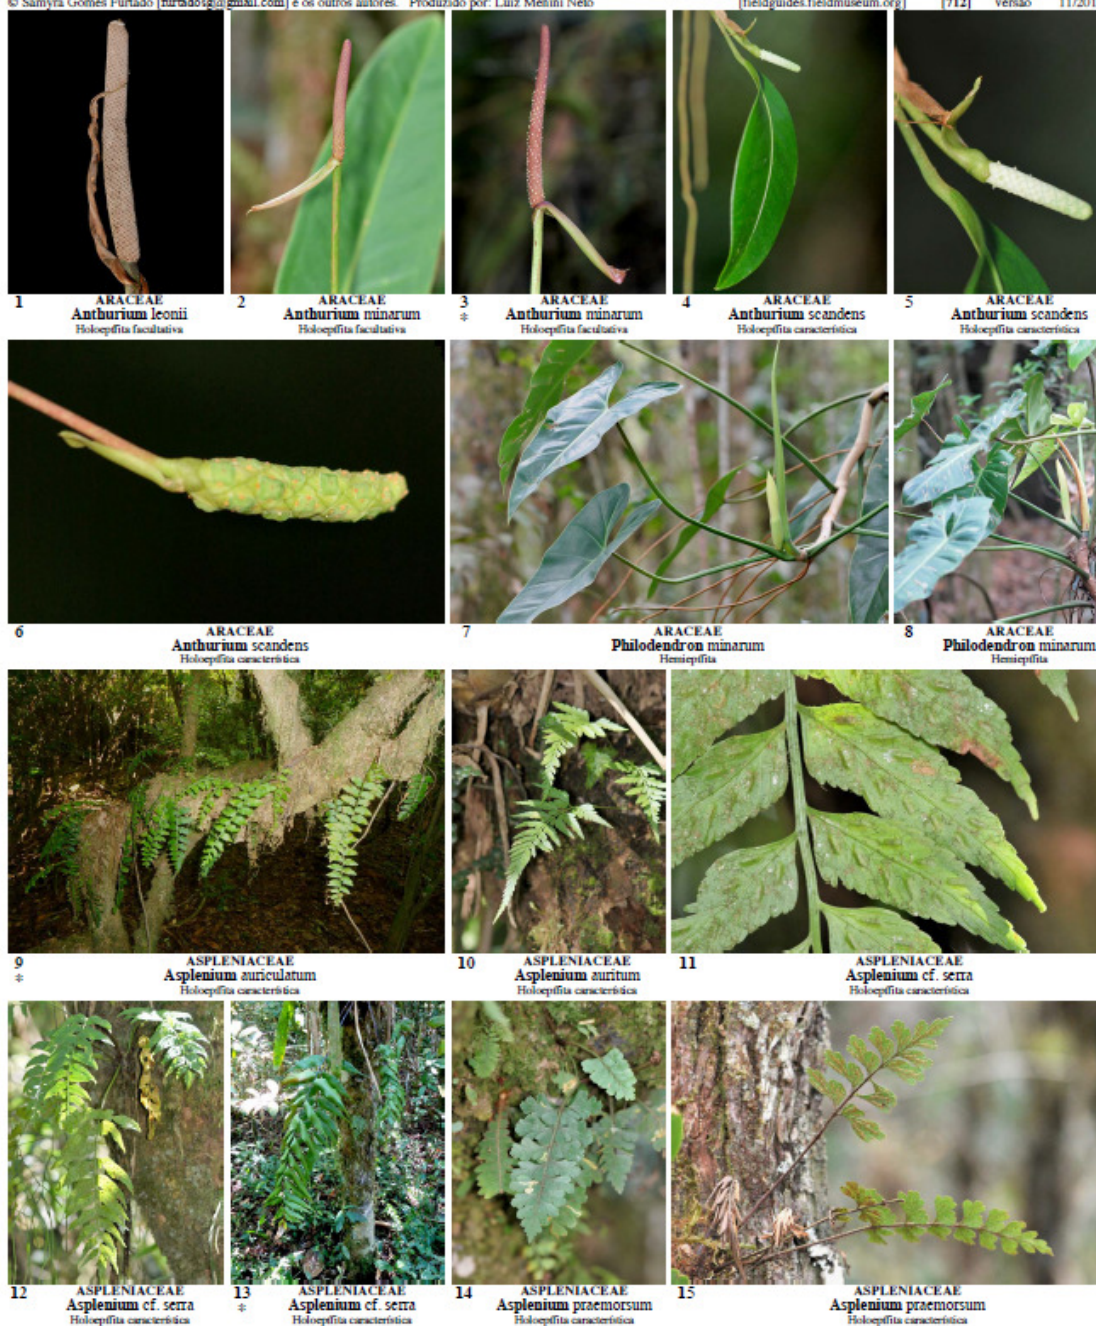 © Samyra Gomes Furtado [furtadosg@gmail.com] e os outros autores. Produzido por: Luiz Menini Neto [fieldguides.fieldmuseum.org] [712] versão 11/201
1 ARACEAE
Anthurium leonii
Holoepífita facultativa
2 ARACEAE
Anthurium minarum
Holoepífita facultativa
3 ARACEAE
* Anthurium minarum
Holoepífita facultativa
4 ARACEAE
Anthurium scandens
Holoepífita característica
5 ARACEAE
Anthurium scandens
Holoepífita característica
6 ARACEAE
Anthurium scandens
Holoepífita característica
7 ARACEAE
Philodendron minarum
Hemiepífita
8 ARACEAE
Philodendron minarum
Hemiepífita
9 ASPLENIACEAE
* Asplenium auriculatum
Holoepífita característica
10 ASPLENIACEAE
Asplenium auritum
Holoepífita característica
11 ASPLENIACEAE
Asplenium cf. serra
Holoepífita característica
12 ASPLENIACEAE
Asplenium cf. serra
Holoepífita característica
13 ASPLENIACEAE
* Asplenium cf. serra
Holoepífita característica
14 ASPLENIACEAE
Asplenium praemorsum
Holoepífita característica
15 ASPLENIACEAE
Asplenium praemorsum
Holoepífita característica